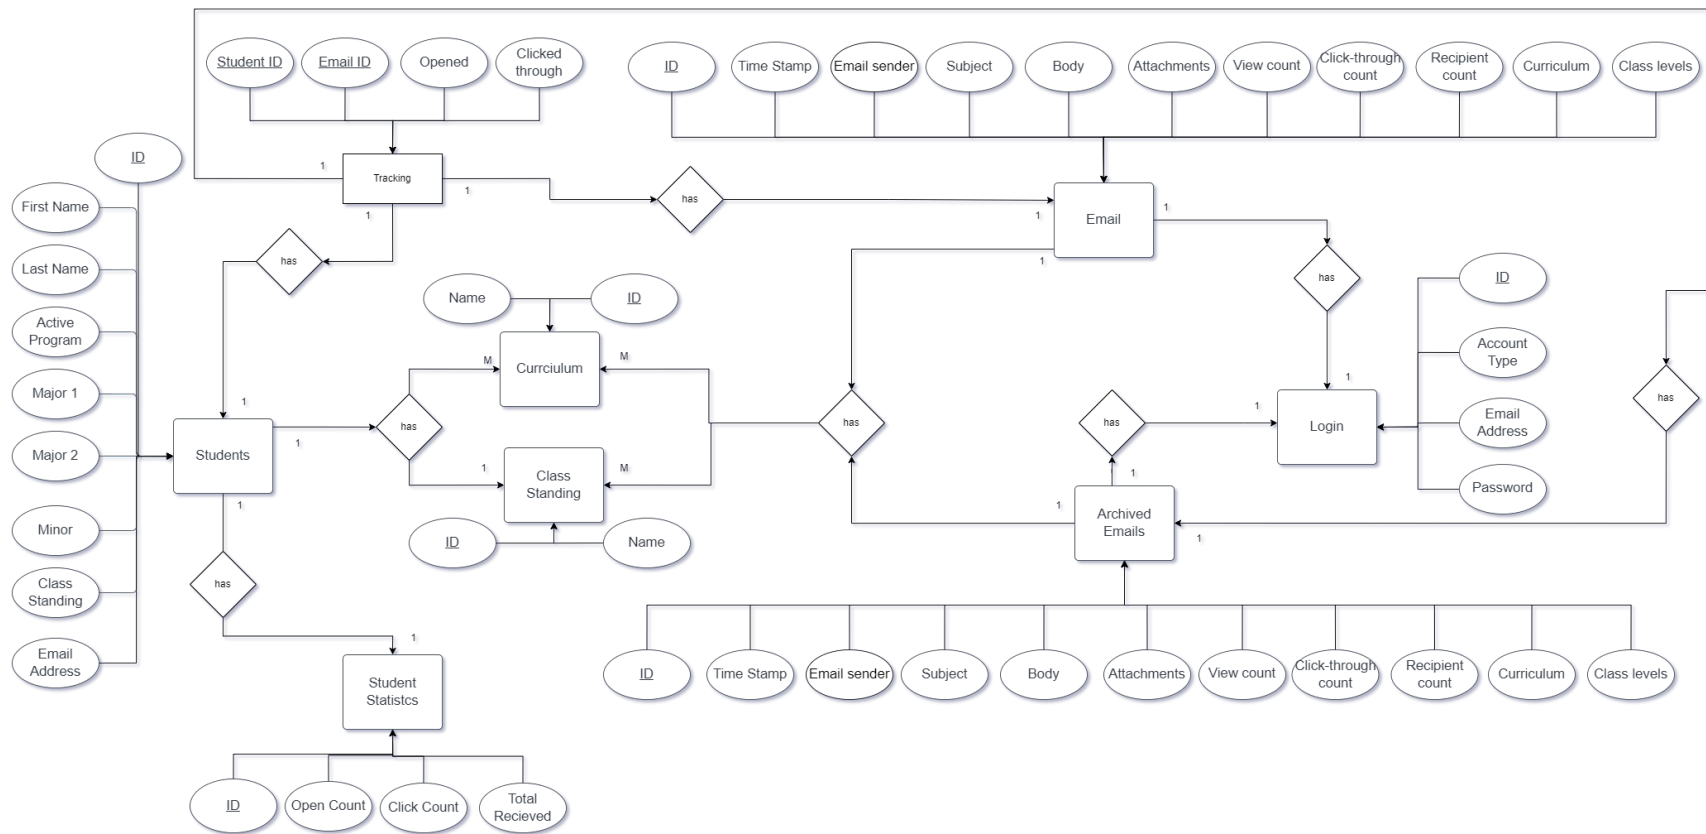 Student ID
Email ID
Opened
Clicked
through
ID
Time Stamp
Email sender
Subject
Body
Attachments
View count
Click-through
count
Recipient
count
Curriculum
Class levels
ID
Tracking
1
1
1
has
Email
1
1
1
First Name
has
Last Name
has
ID
Name
ID
Active
Program
Account
Type
Currciulum
M
M
Major 1
has
has
has
has
Login
1
1
Email
Address
1
Students
1
Major 2
1
Class
Standing
1
M
Password
1
1
Archived
Emails
1
1
Minor
ID
Name
has
Class
Standing
1
Email
Address
Student
Statistcs
ID
Time Stamp
Email sender
Subject
Body
Attachments
View count
Click-through
count
Recipient
count
Curriculum
Class levels
ID
Open Count
Click Count
Total
Recieved